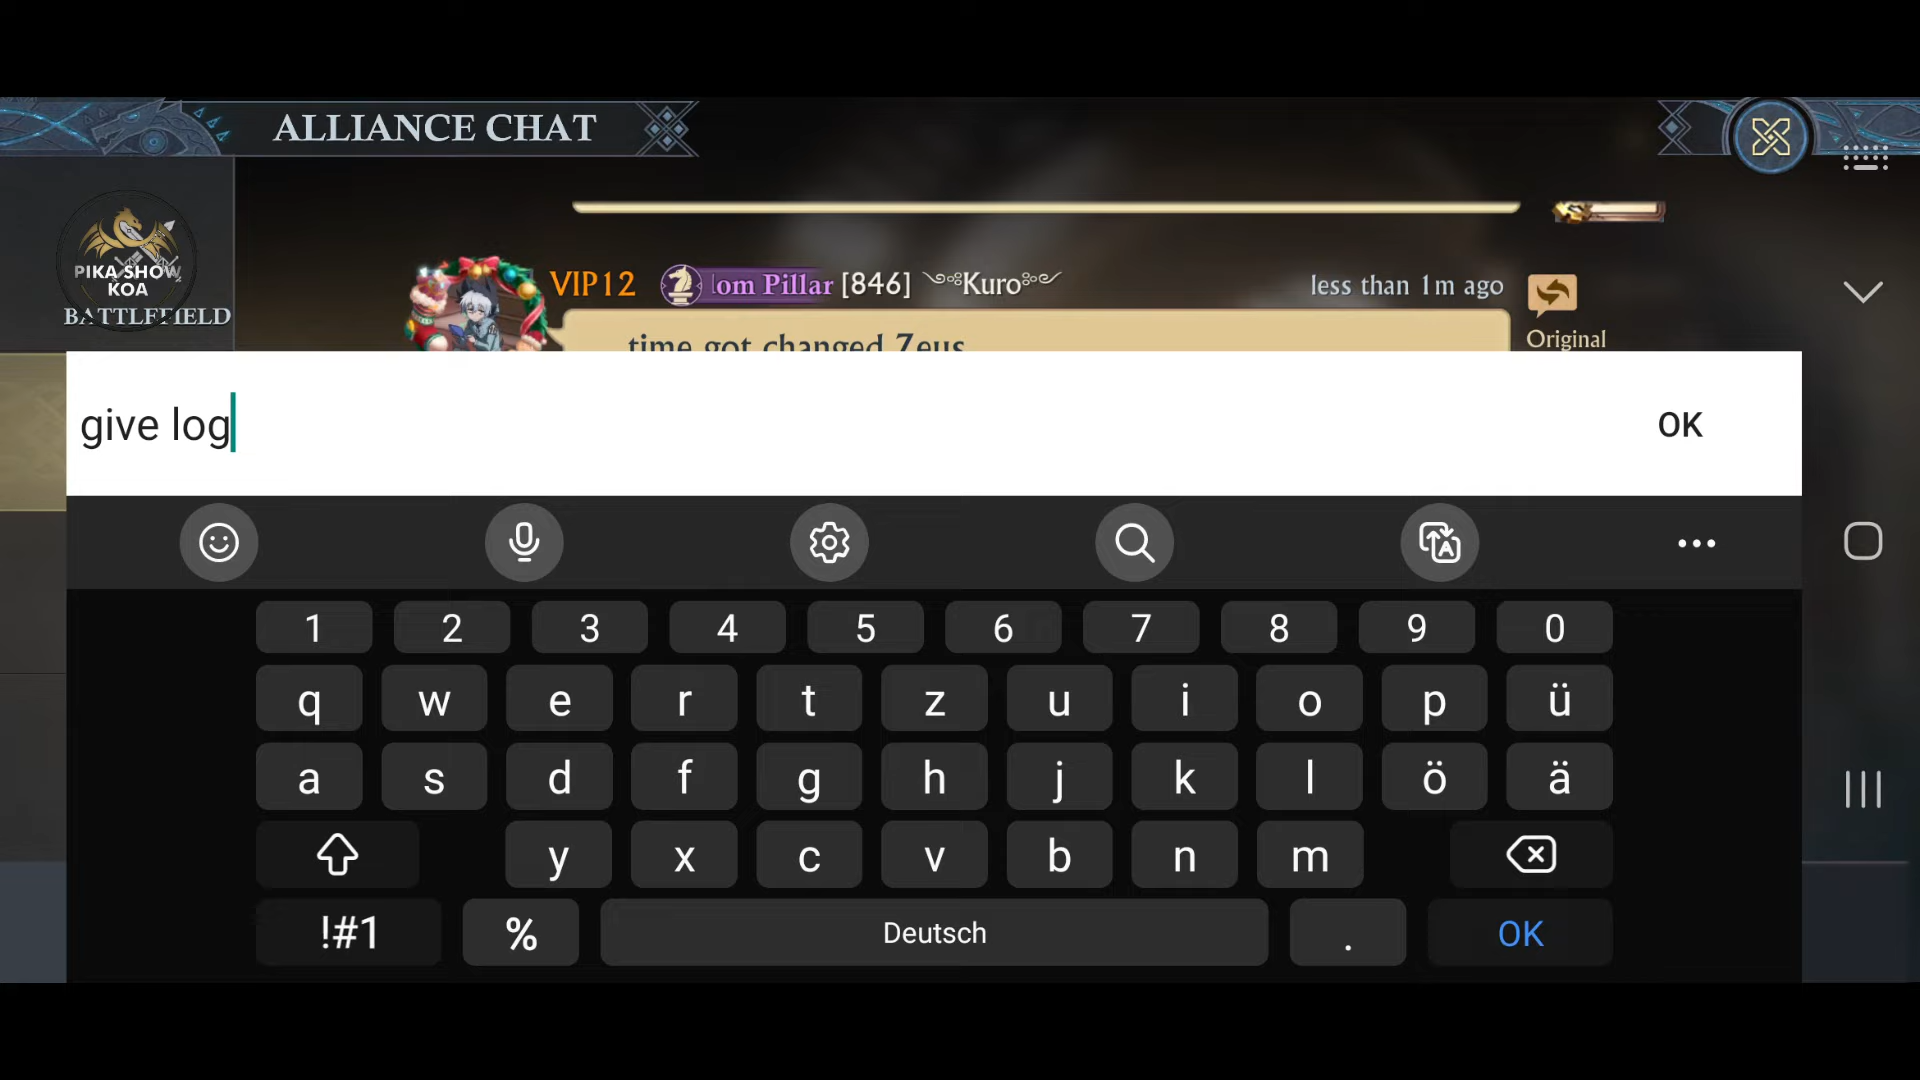 ALLIANCE CHAT
PIKA SHOW
KOA
BATTLEFIELD
VIP12 lom Pillar [846] Kuro less than 1m ago
Original
time got changed Zeus
give log OK
1 2 3 4 5 6 7 8 9 0
q w e r t z u i o p ü
a s d f g h j k l ö ä
y x c v b n m
!#1 % Deutsch . OK